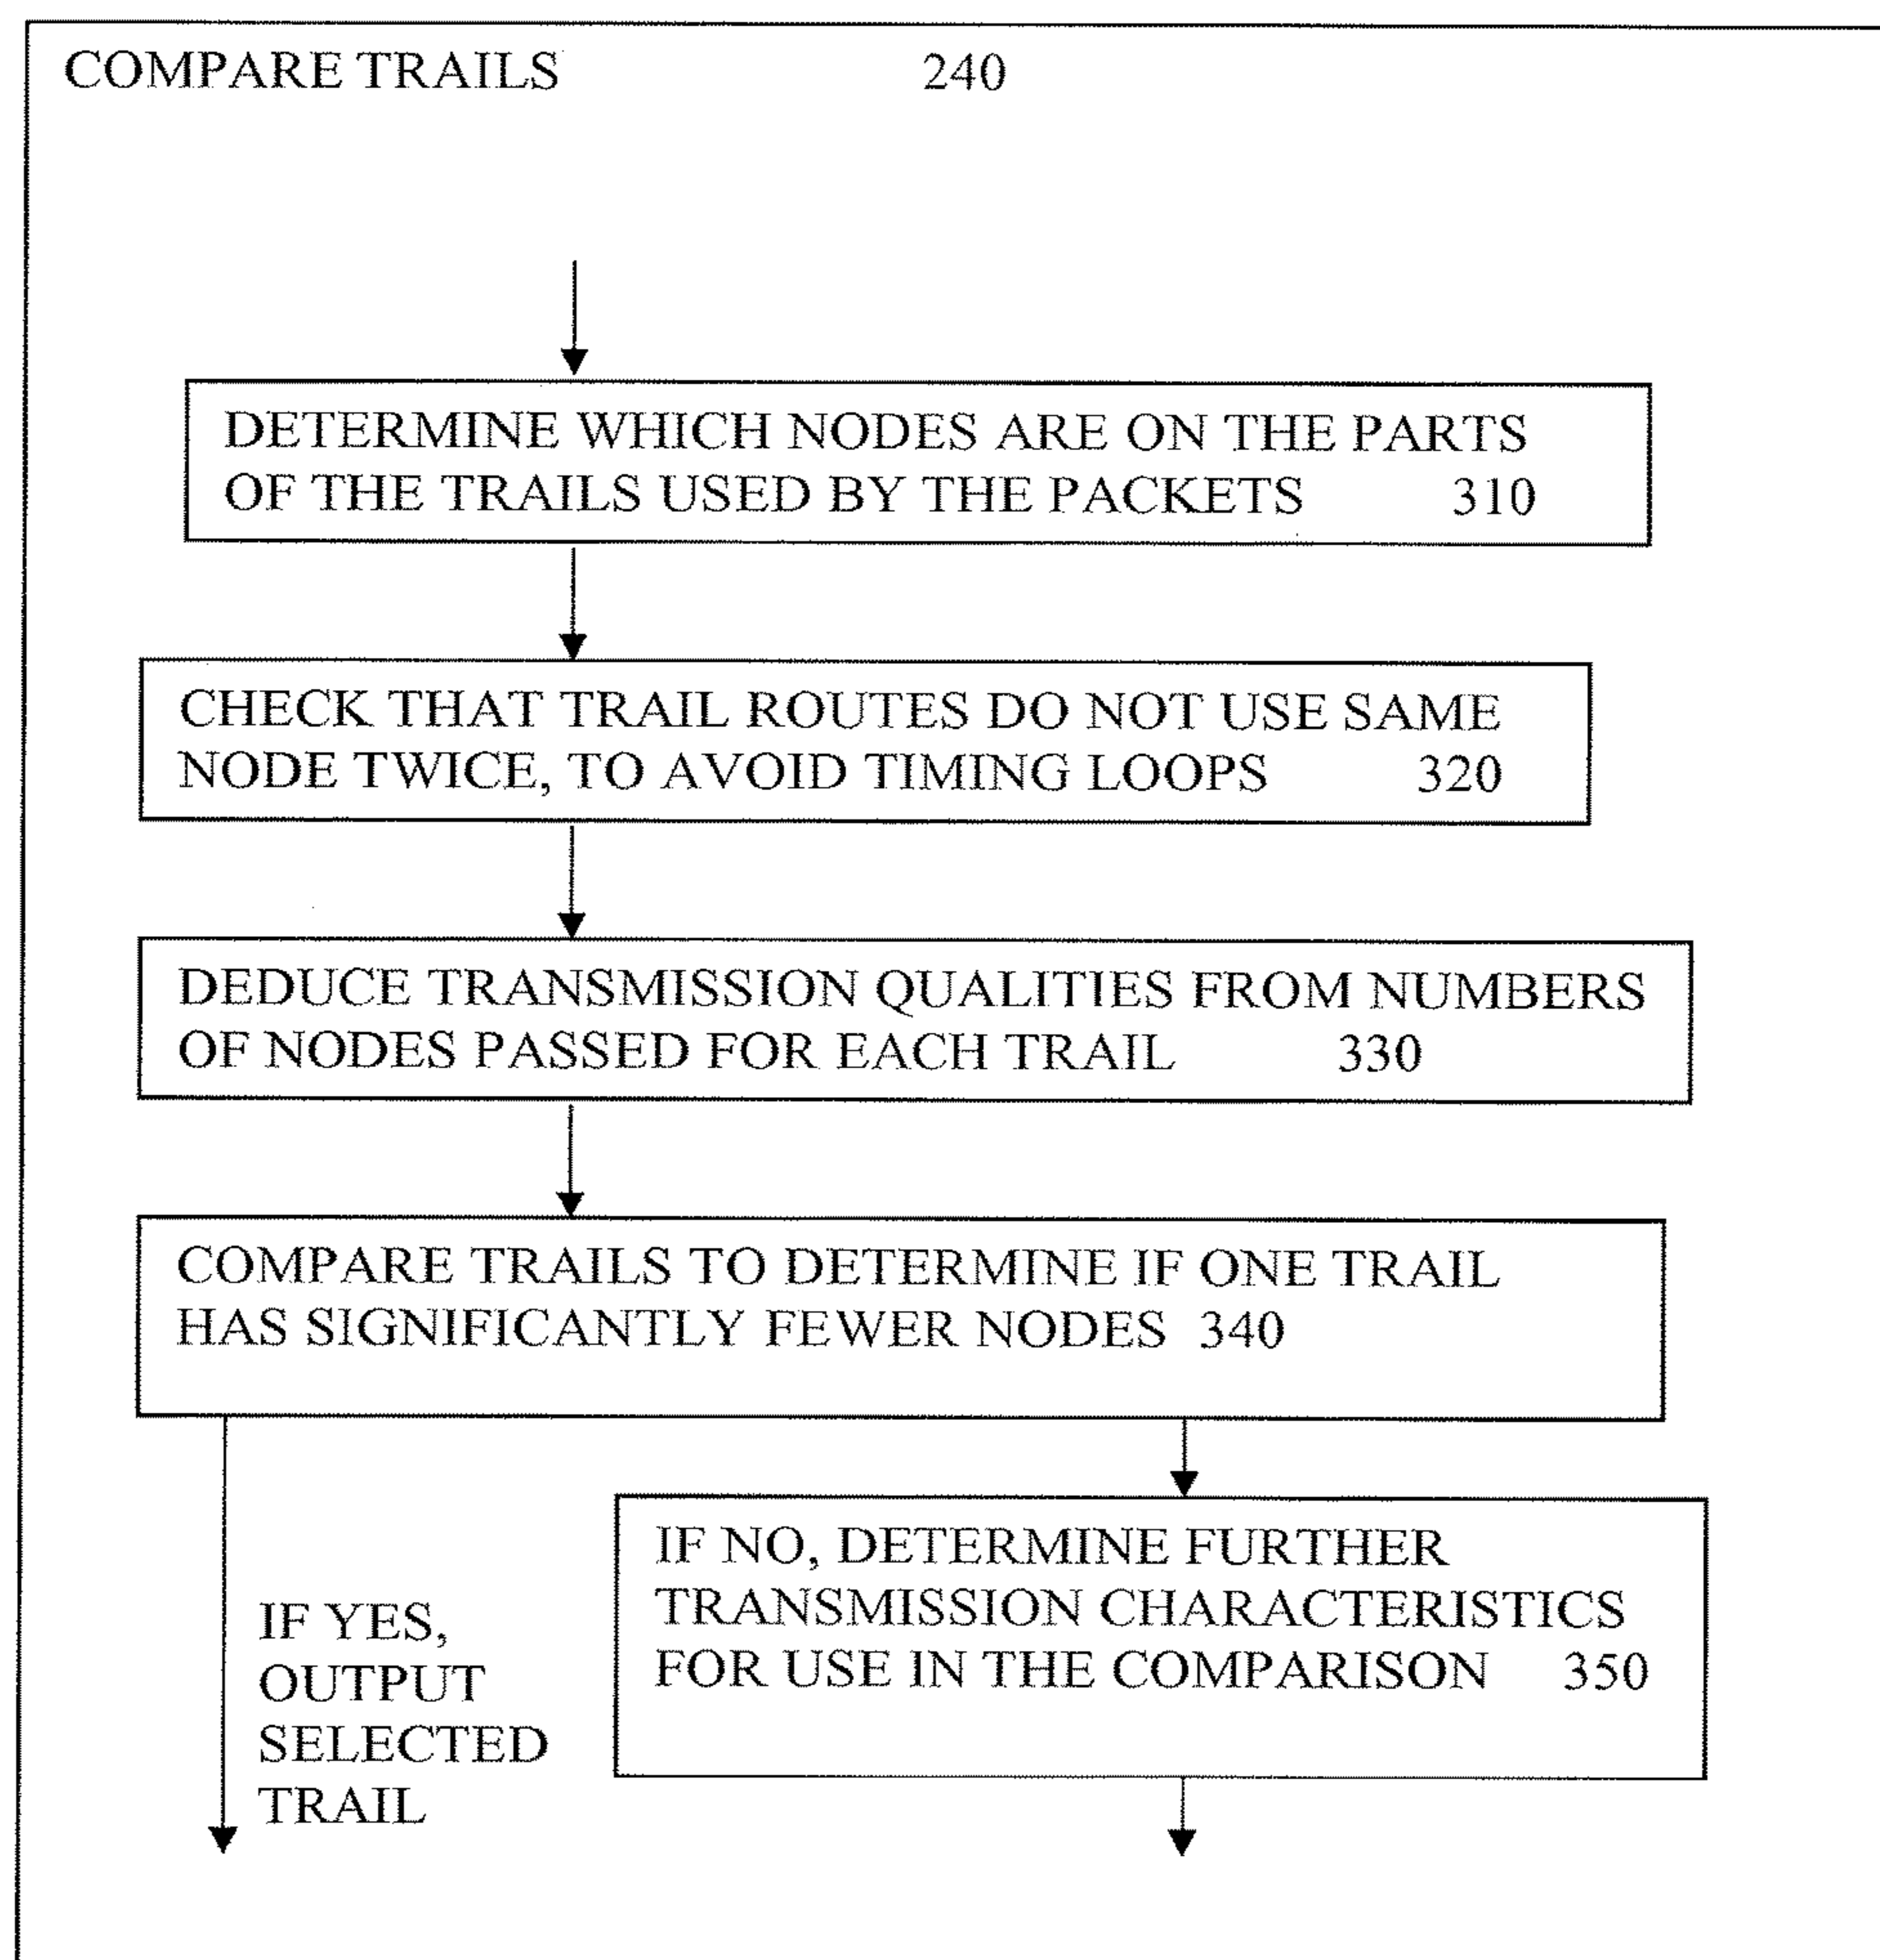 COMPARE TRAILS 240
DETERMINE WHICH NODES ARE ON THE PARTS
OF THE TRAILS USED BY THE PACKETS 310
CHECK THAT TRAIL ROUTES DO NOT USE SAME
NODE TWICE, TO AVOID TIMING LOOPS 320
DEDUCE TRANSMISSION QUALITIES FROM NUMBERS
OF NODES PASSED FOR EACH TRAIL 330
COMPARE TRAILS TO DETERMINE IF ONE TRAIL
HAS SIGNIFICANTLY FEWER NODES 340
IF YES,
OUTPUT
SELECTED
TRAIL
IF NO, DETERMINE FURTHER
TRANSMISSION CHARACTERISTICS
FOR USE IN THE COMPARISON 350